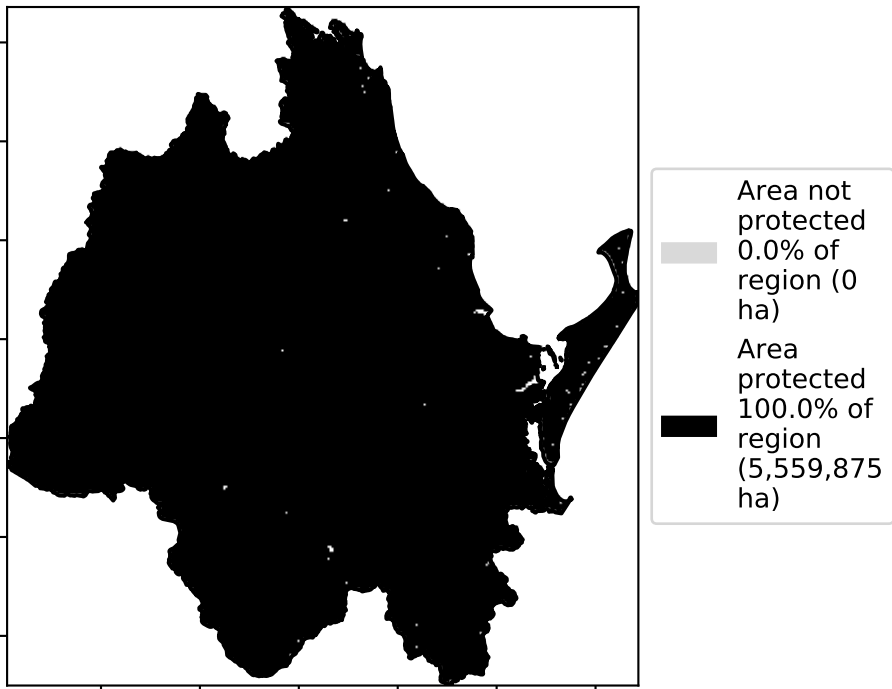 Area not
protected
0.0% of
region (0
ha)
Area
protected
100.0% of
region
(5,559,875
ha)